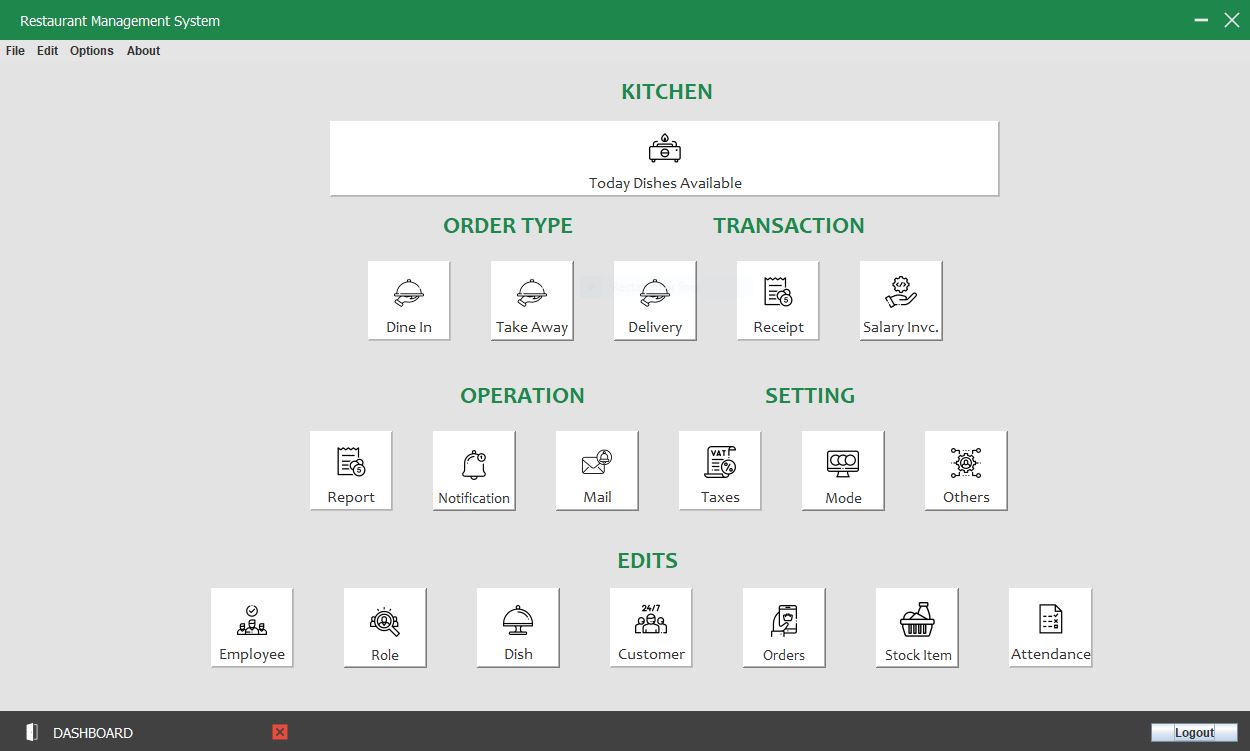 Restaurant Management System
File Edit Options About
KITCHEN
Today Dishes Available
ORDER TYPE TRANSACTION
Dine In Take Away Delivery Receipt Salary Invc.
OPERATION SETTING
VAT
Report Notification Mail Taxes Mode Others
EDITS
24/7
Employee Role Dish Customer Orders Stock Item Attendance
DASHBOARD Logout